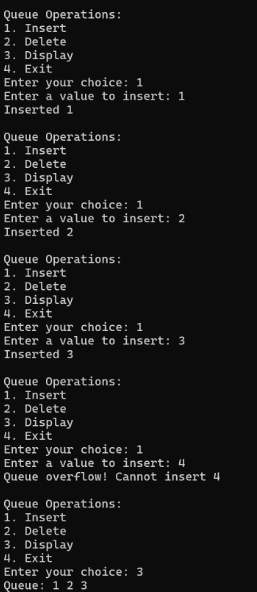 Queue Operations:
1. Insert
2. Delete
3. Display
4. Exit
Enter your choice: 1
Enter a value to insert: 1
Inserted 1
Queue Operations:
1. Insert
2. Delete
3. Display
4. Exit
Enter your choice: 1
Enter a value to insert: 2
Inserted 2
Queue Operations:
1. Insert
2. Delete
3. Display
4. Exit
Enter your choice: 1
Enter a value to insert: 3
Inserted 3
Queue Operations:
1. Insert
2. Delete
3. Display
4. Exit
Enter your choice: 1
Enter a value to insert: 4
Queue overflow! Cannot insert 4
Queue Operations:
1. Insert
2. Delete
3. Display
4. Exit
Enter your choice: 3
Queue: 1 2 3